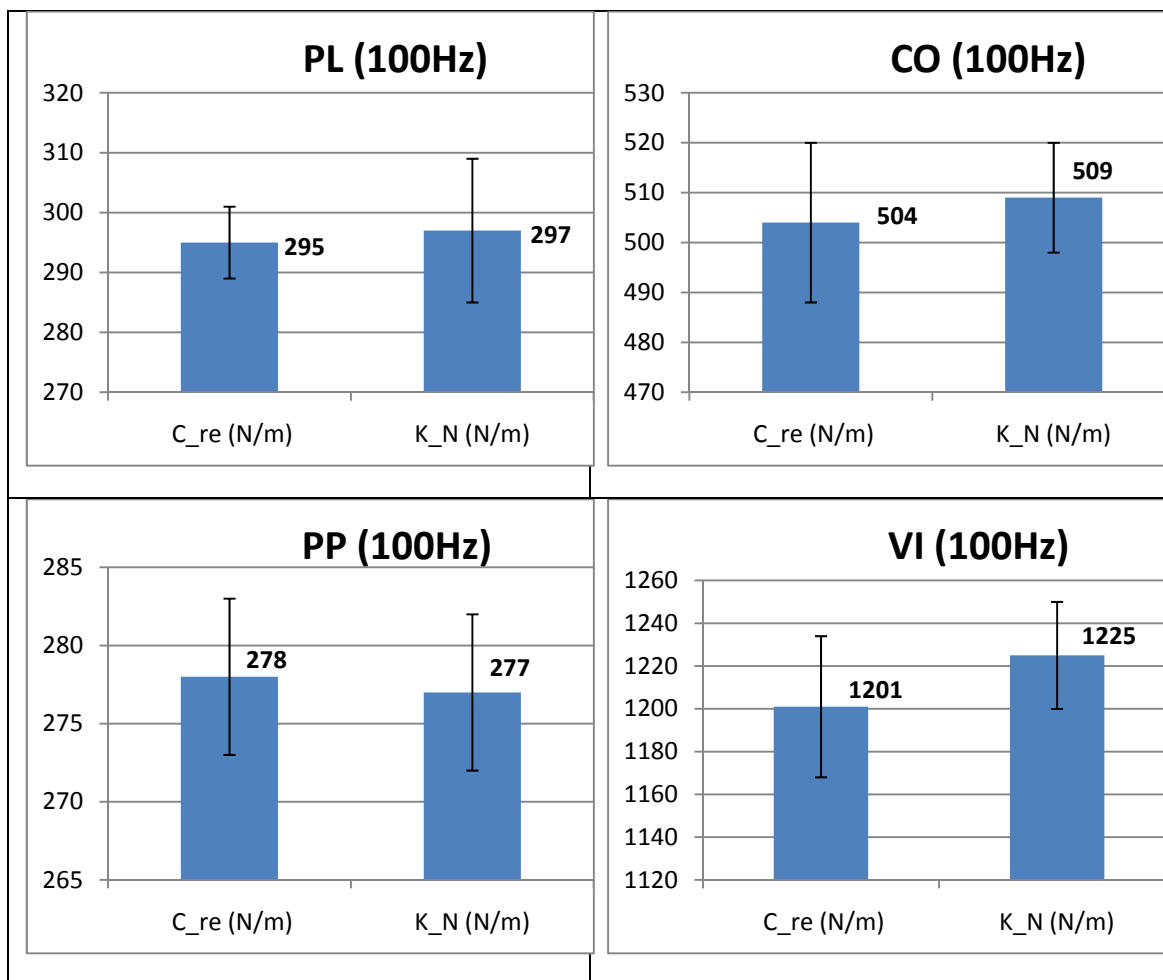 PL (100Hz)
320
310
300
290
280
270
295
297
C_re (N/m)
K_N (N/m)
CO (100Hz)
530
520
510
500
490
480
470
504
509
C_re (N/m)
K_N (N/m)
PP (100Hz)
285
280
275
270
265
278
277
C_re (N/m)
K_N (N/m)
VI (100Hz)
1260
1240
1220
1200
1180
1160
1140
1120
1201
1225
C_re (N/m)
K_N (N/m)